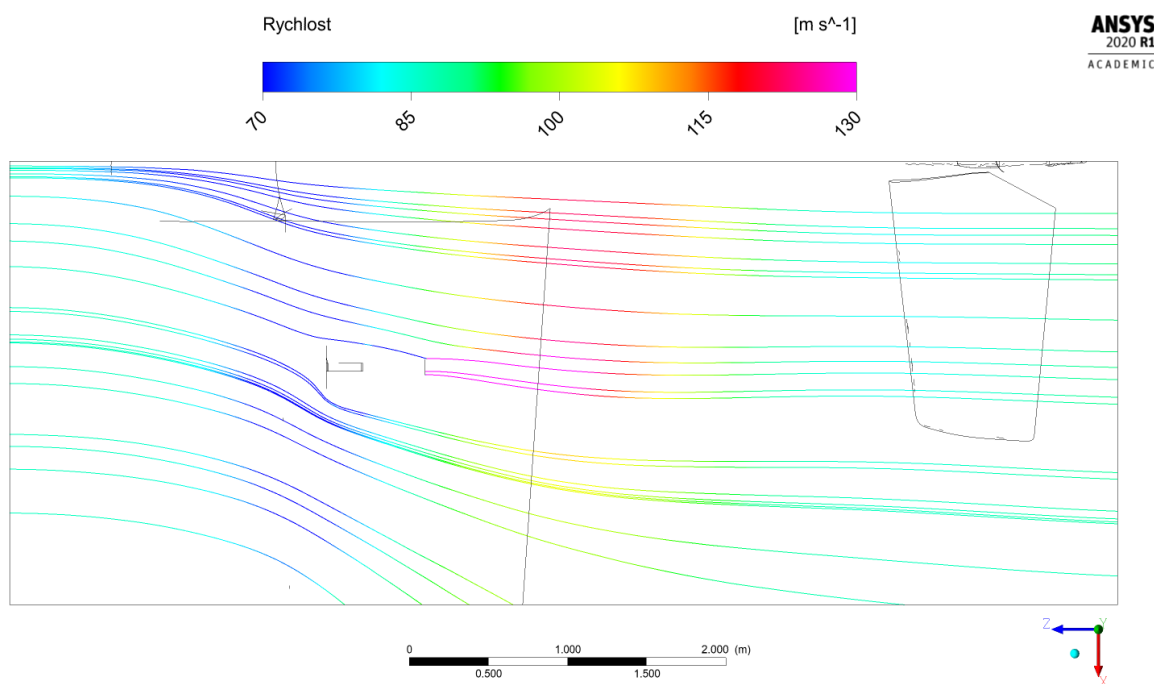 Rychlost
[m s^-1]
ANSYS
2020 R1
ACADEMIC
70
85
100
115
130
Z
Y
X
0
1.000
2.000
(m)
0.500
1.500